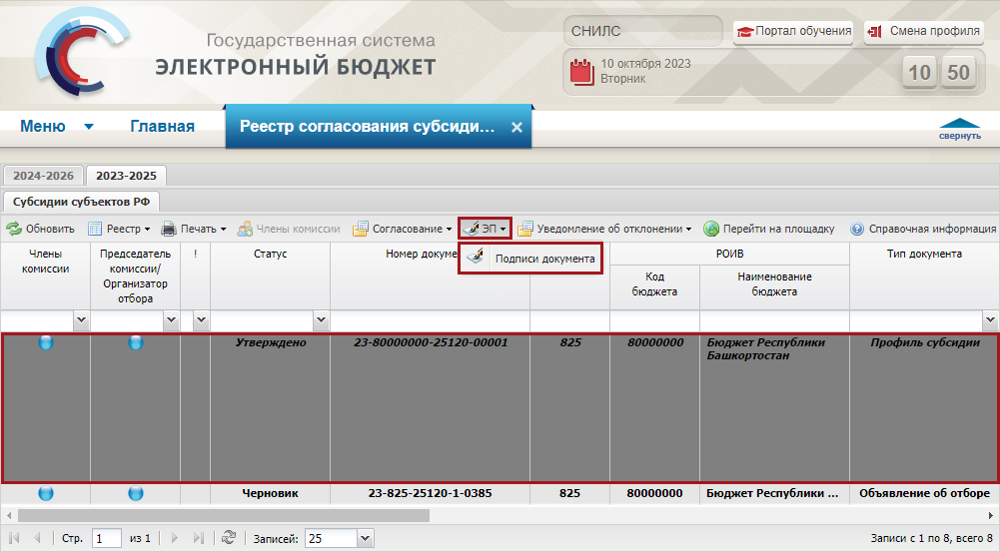 Государственная система
ЭЛЕКТРОННЫЙ БЮДЖЕТ
СНИЛС
Портал обучения
Смена профиля
10 октября 2023
Вторник
10 50
Меню
Главная
Реестр согласования субсиди...
свернуть
2024-2026
2023-2025
Субсидии субъектов РФ
Обновить
Реестр
Печать
Члены комиссии
Согласование
ЭП
Уведомление об отклонении
Перейти на площадку
Справочная информация
Подписи документа
Члены
комиссии
Председатель
комиссии/
Организатор
отбора
!
Статус
Номер докуме
РОИВ
Код
бюджета
Наименование
бюджета
Тип документа
Утверждено 23-80000000-25120-00001 825 80000000 Бюджет Республики Профиль субсидии
Башкортостан
Черновик 23-825-25120-1-0385 825 80000000 Бюджет Республики ... Объявление об отборе
Стр. 1 из 1 Записей: 25 Записи с 1 по 8, всего 8